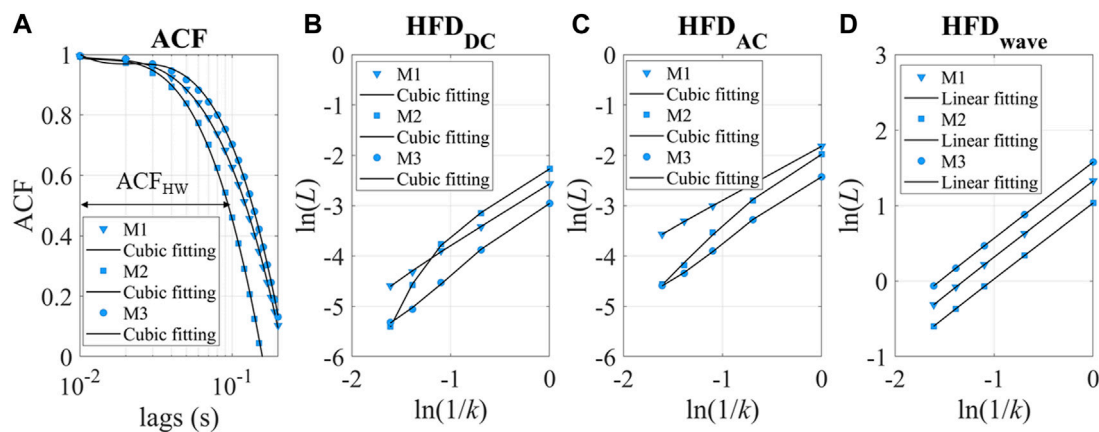 A
ACF
1
0.8
0.6
0.4
0.2
0
ACF
ACF_HW
M1
Cubic fitting
M2
Cubic fitting
M3
Cubic fitting
10^-2
10^-1
lags (s)
B
HFD_DC
0
-1
-2
-3
-4
-5
-6
ln(L)
M1
Cubic fitting
M2
Cubic fitting
M3
Cubic fitting
-2
-1
0
ln(1/k)
C
HFD_AC
0
-1
-2
-3
-4
-5
-6
ln(L)
M1
Cubic fitting
M2
Cubic fitting
M3
Cubic fitting
-2
-1
0
ln(1/k)
D
HFD_wave
3
2
1
0
-1
ln(L)
M1
Linear fitting
M2
Linear fitting
M3
Linear fitting
-2
-1
0
ln(1/k)